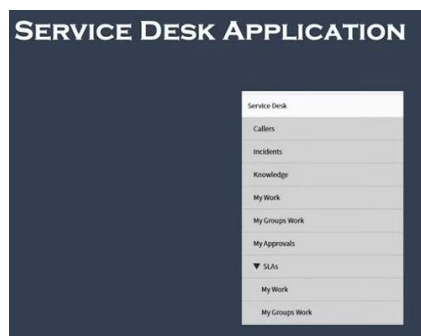 SERVICE DESK APPLICATION
Service Desk
Callers
Incidents
Knowledge
My Work
My Groups Work
My Approvals
▼ SLAs
My Work
My Groups Work